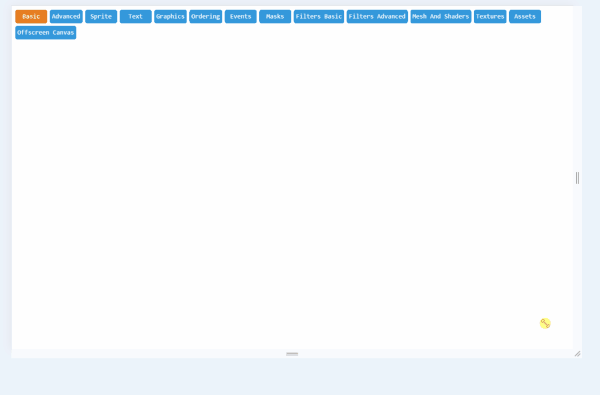 Basic Advanced Sprite Text Graphics Ordering Events Masks Filters Basic Filters Advanced Mesh And Shaders Textures Assets
Offscreen Canvas